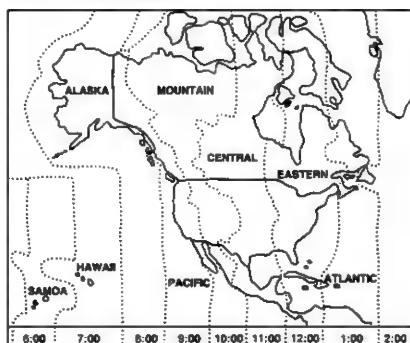 ALASKA MOUNTAIN
CENTRAL
EASTERN
HAWAII
SAMOA PACIFIC ATLANTIC
6:00 7:00 8:00 9:00 10:00 11:00 12:00 1:00 2:00